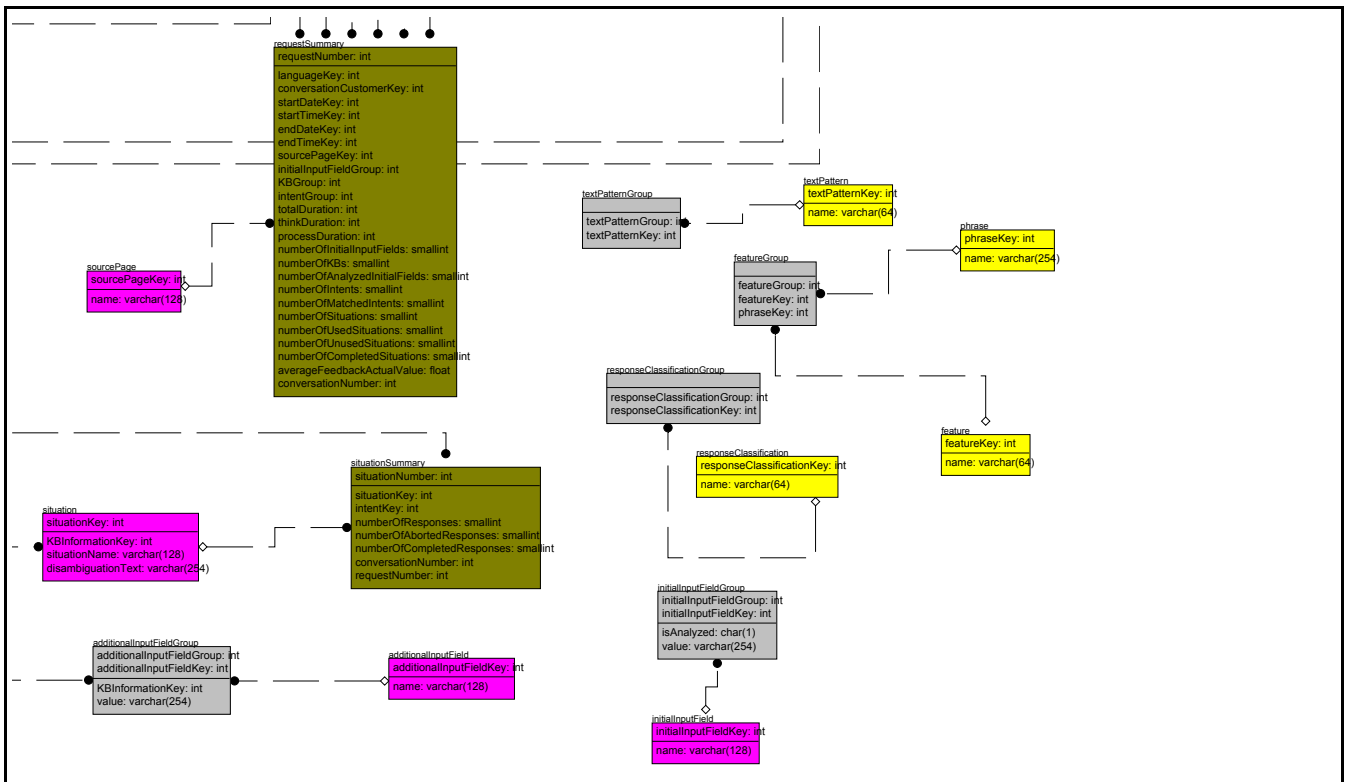 requestSummary
requestNumber: int
languageKey: int
conversationCustomerKey: int
startDateKey: int
startTimeKey: int
endDateKey: int
endTimeKey: int
sourcePageKey: int
initialInputFieldGroup: int
KBGroup: int
intentGroup: int
totalDuration: int
thinkDuration: int
processDuration: int
numberOfInitialInputFields: smallint
numberOfKBs: smallint
numberOfAnalyzedInitialFields: smallint
numberOfIntents: smallint
numberOfMatchedIntents: smallint
numberOfSituations: smallint
numberOfUsedSituations: smallint
numberOfUnusedSituations: smallint
numberOfCompletedSituations: smallint
averageFeedbackActualValue: float
conversationNumber: int
sourcePage
sourcePageKey: int
name: varchar(128)
textPatternGroup
textPatternGroup: int
textPatternKey: int
textPattern
textPatternKey: int
name: varchar(64)
phrase
phraseKey: int
name: varchar(254)
featureGroup
featureGroup: int
featureKey: int
phraseKey: int
responseClassificationGroup
responseClassificationGroup: int
responseClassificationKey: int
feature
featureKey: int
name: varchar(64)
responseClassification
responseClassificationKey: int
name: varchar(64)
situationSummary
situationNumber: int
situationKey: int
intentKey: int
numberOfResponses: smallint
numberOfAbortedResponses: smallint
numberOfCompletedResponses: smallint
conversationNumber: int
requestNumber: int
situation
situationKey: int
KBInformationKey: int
situationName: varchar(128)
disambiguationText: varchar(254)
initialInputFieldGroup
initialInputFieldGroup: int
initialInputFieldKey: int
isAnalyzed: char(1)
value: varchar(254)
additionalInputFieldGroup
additionalInputFieldGroup: int
additionalInputFieldKey: int
KBInformationKey: int
value: varchar(254)
additionalInputField
additionalInputFieldKey: int
name: varchar(128)
initialInputField
initialInputFieldKey: int
name: varchar(128)